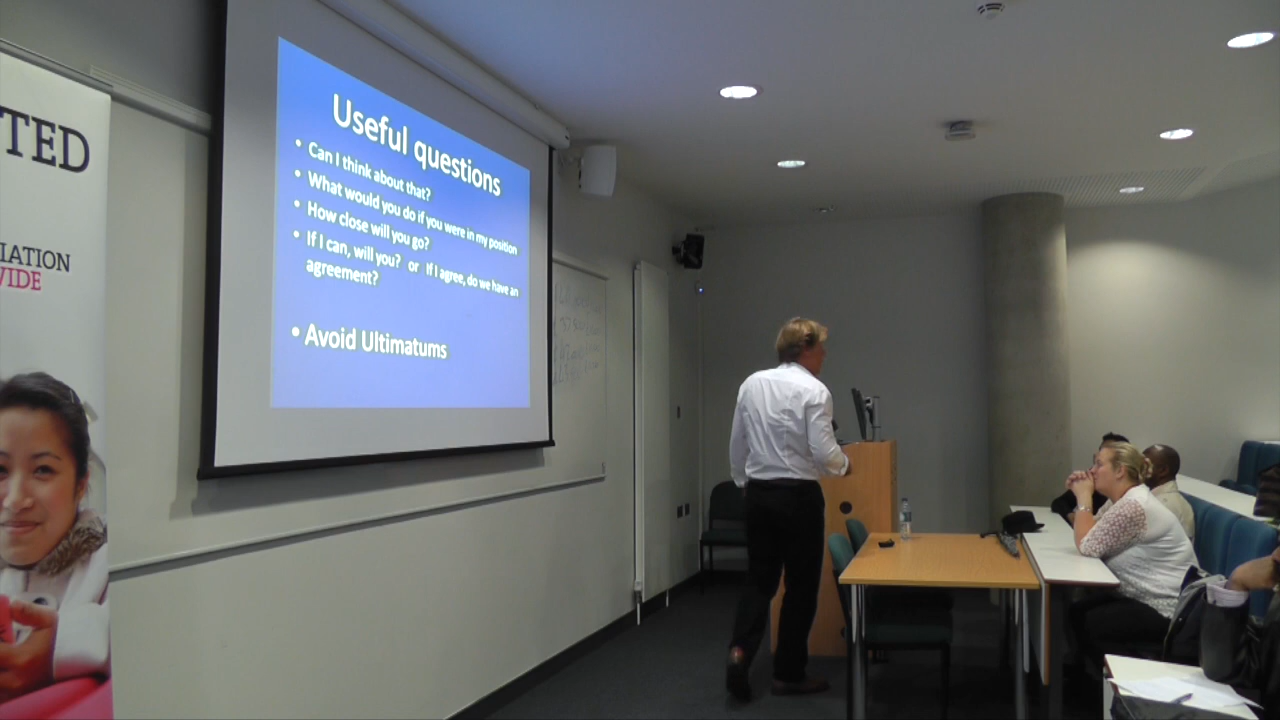 TED
IATION
VIDE
Useful questions
• Can I think about that?
• What would you do if you were in my position
• How close will you go?
• If I can, will you? or If I agree, do we have an
agreement?
• Avoid Ultimatums